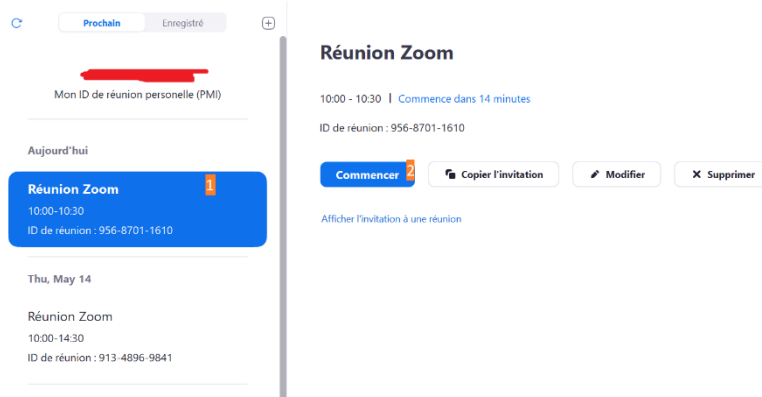 Prochain
Enregistré
Mon ID de réunion personelle (PMI)
Aujourd'hui
Réunion Zoom
1
10:00-10:30
ID de réunion : 956-8701-1610
Thu, May 14
Réunion Zoom
10:00-14:30
ID de réunion : 913-4896-9841
Réunion Zoom
10:00 - 10:30 | Commence dans 14 minutes
ID de réunion : 956-8701-1610
Commencer
2
Copier l'invitation
Modifier
Supprimer
Afficher l'invitation à une réunion